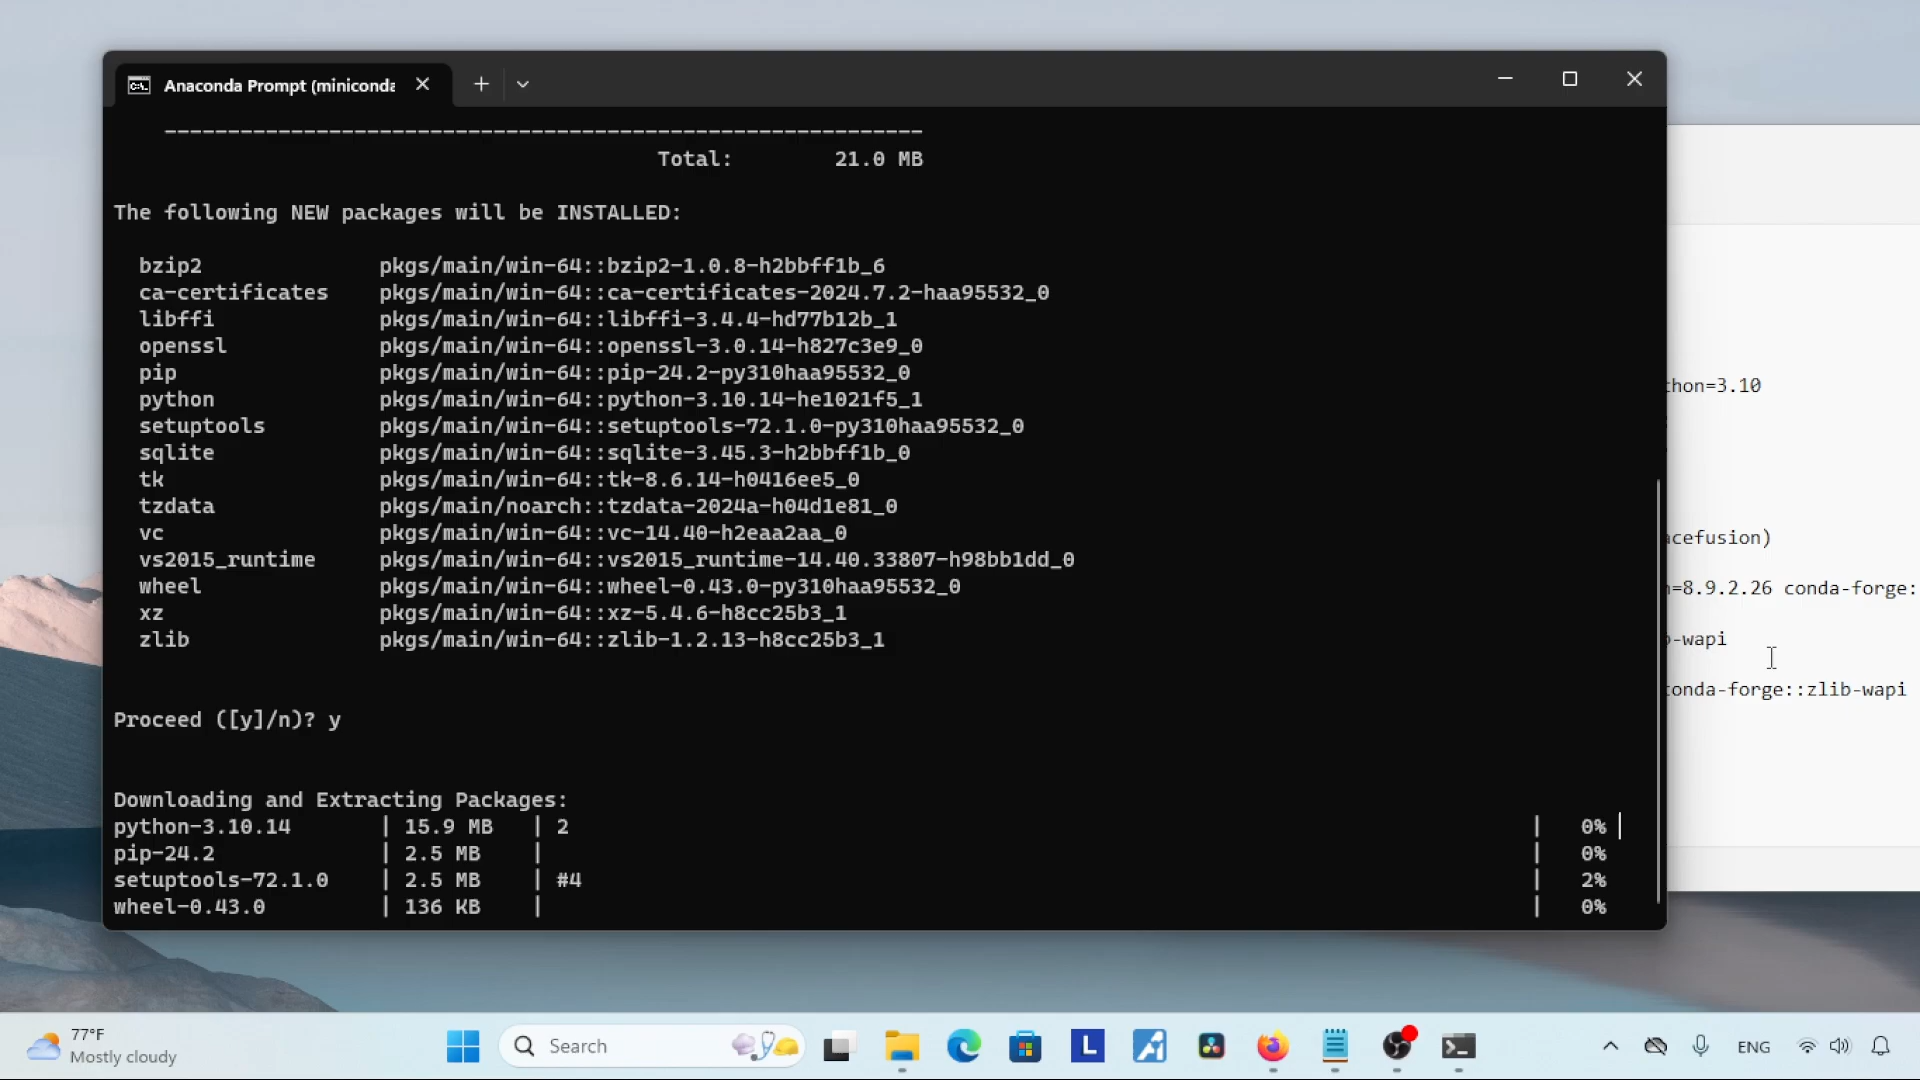 Anaconda Prompt (miniconda
------------------------------------------------------------
Total: 21.0 MB
The following NEW packages will be INSTALLED:
bzip2 pkgs/main/win-64::bzip2-1.0.8-h2bbff1b_6
ca-certificates pkgs/main/win-64::ca-certificates-2024.7.2-haa95532_0
libffi pkgs/main/win-64::libffi-3.4.4-hd77b12b_1
openssl pkgs/main/win-64::openssl-3.0.14-h827c3e9_0
pip pkgs/main/win-64::pip-24.2-py310haa95532_0
python pkgs/main/win-64::python-3.10.14-he1021f5_1
setuptools pkgs/main/win-64::setuptools-72.1.0-py310haa95532_0
sqlite pkgs/main/win-64::sqlite-3.45.3-h2bbff1b_0
tk pkgs/main/win-64::tk-8.6.14-h0416ee5_0
tzdata pkgs/main/noarch::tzdata-2024a-h04d1e81_0
vc pkgs/main/win-64::vc-14.40-h2eaa2aa_0
vs2015_runtime pkgs/main/win-64::vs2015_runtime-14.40.33807-h98bb1dd_0
wheel pkgs/main/win-64::wheel-0.43.0-py310haa95532_0
xz pkgs/main/win-64::xz-5.4.6-h8cc25b3_1
zlib pkgs/main/win-64::zlib-1.2.13-h8cc25b3_1
Proceed ([y]/n)? y
Downloading and Extracting Packages:
python-3.10.14 | 15.9 MB | 2 | 0%
pip-24.2 | 2.5 MB | | 0%
setuptools-72.1.0 | 2.5 MB | #4 | 2%
wheel-0.43.0 | 136 KB | | 0%
thon=3.10
acefusion)
n=8.9.2.26 conda-forge:
b-wapi
conda-forge::zlib-wapi
77°F
Mostly cloudy
Search
L
ENG